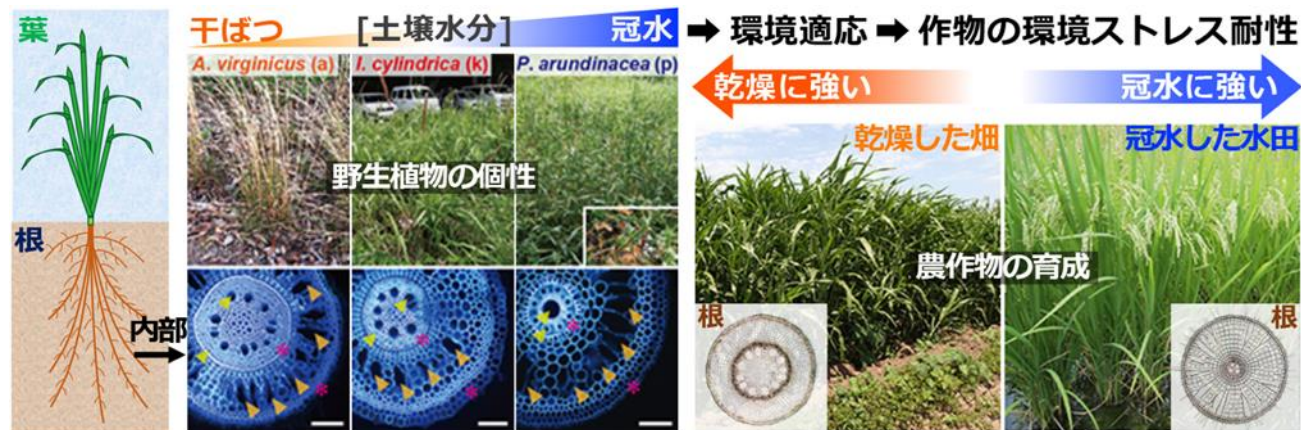 葉
根
内部
干ばつ [土壌水分] 冠水
A. virginicus (a) I. cylindrica (k) P. arundinacea (p)
野生植物の個性
➡ 環境適応 ➡ 作物の環境ストレス耐性
乾燥に強い 冠水に強い
乾燥した畑 冠水した水田
農作物の育成
根 根